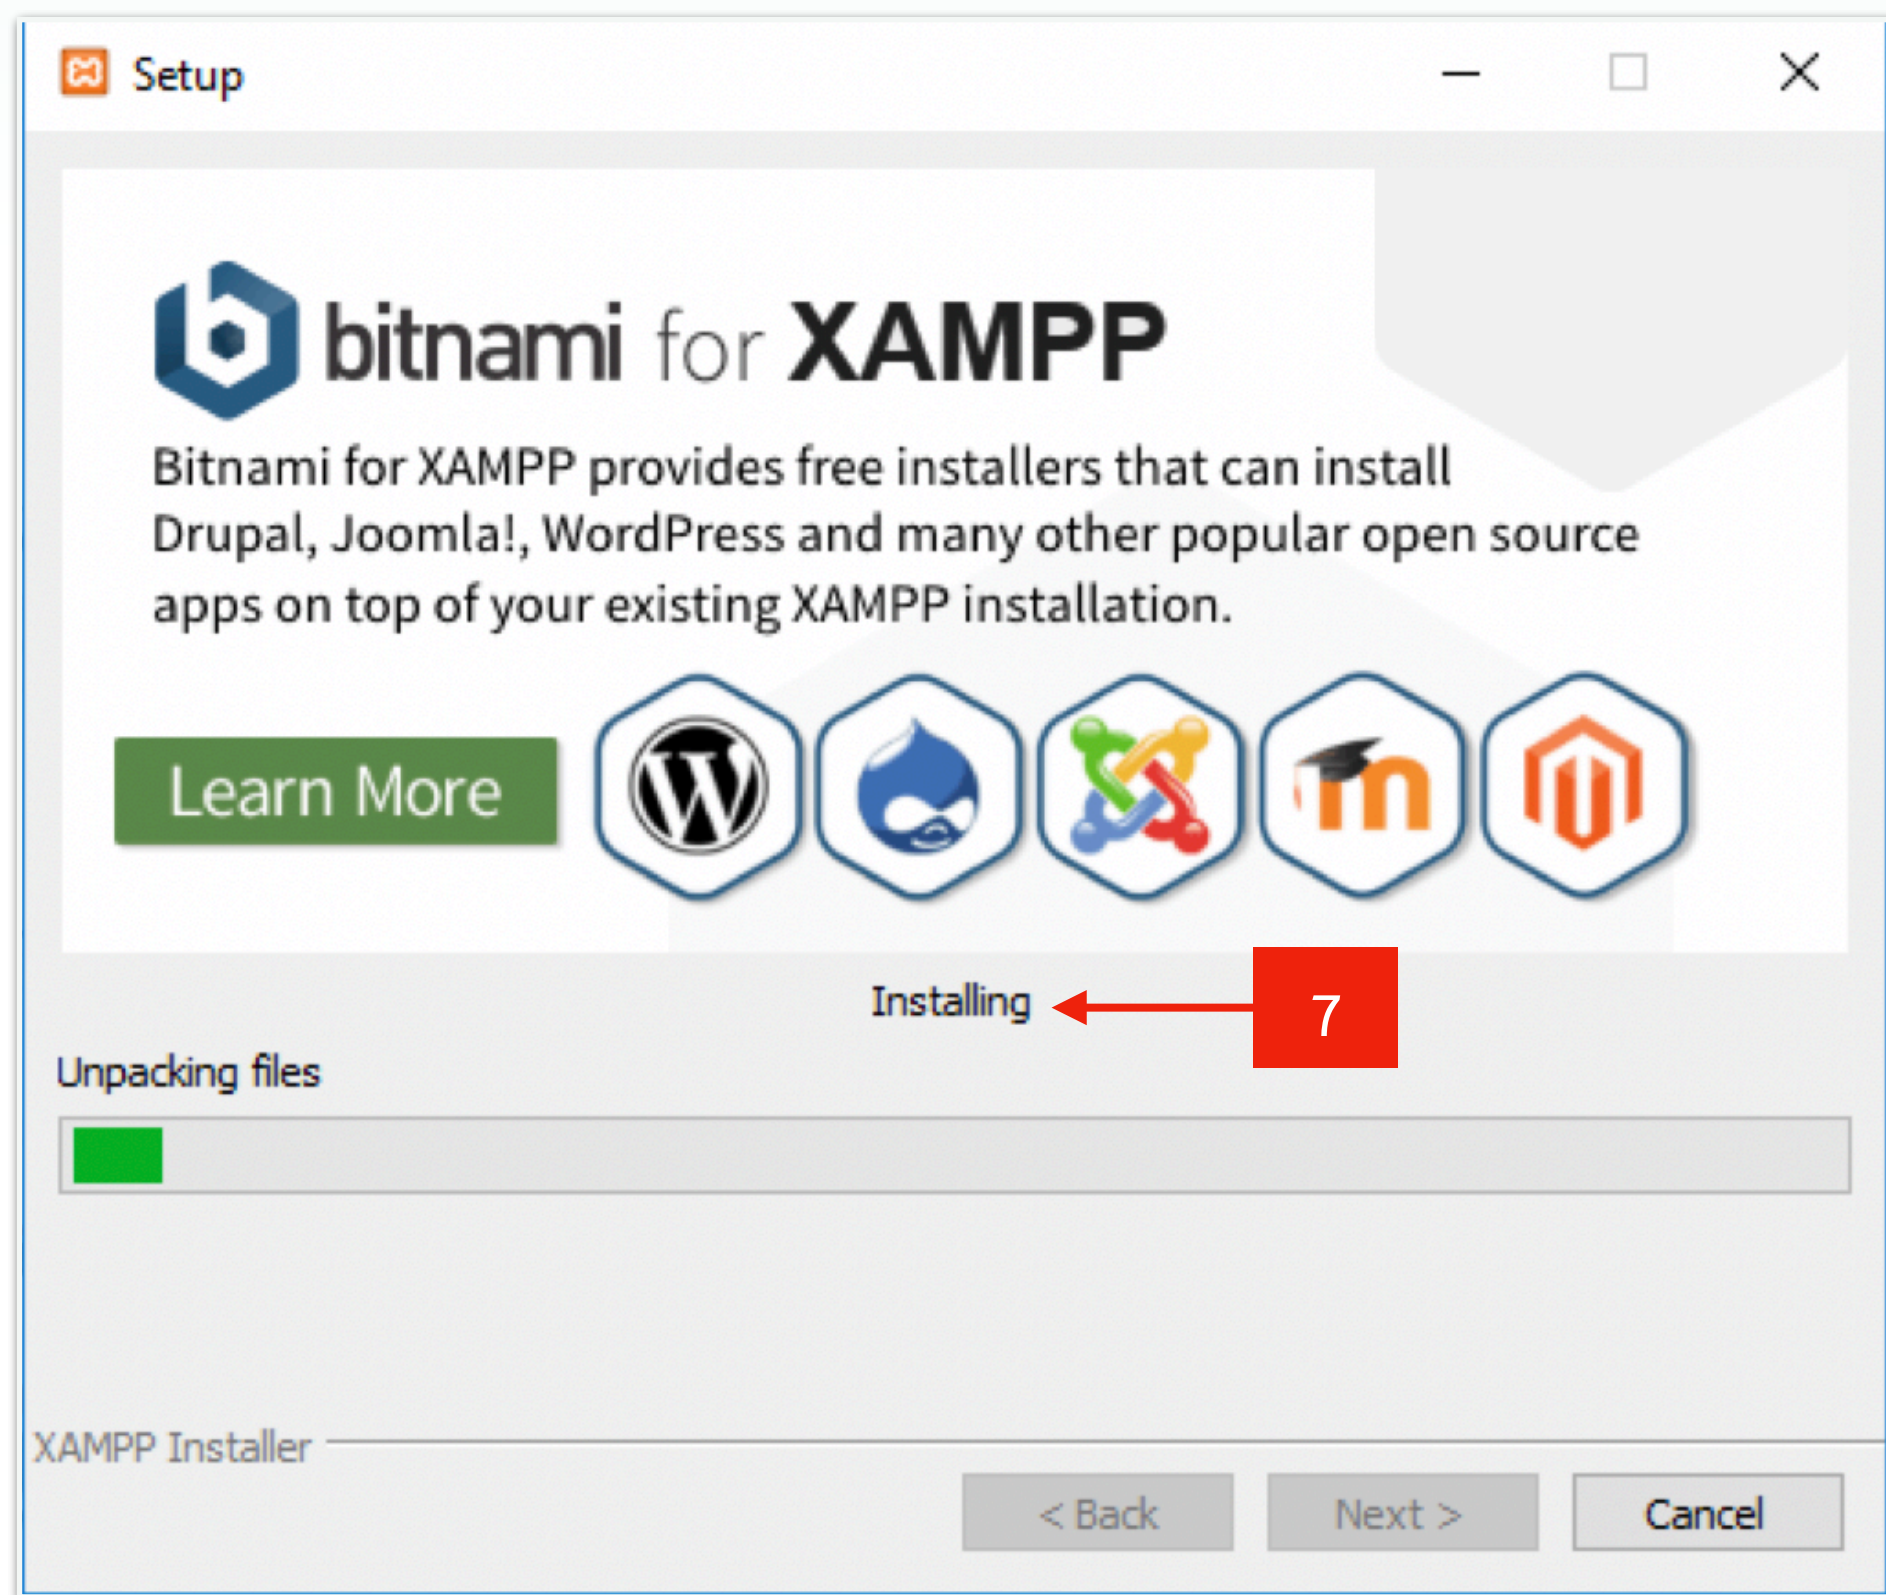 Setup
bitnami for XAMPP
Bitnami for XAMPP provides free installers that can install
Drupal, Joomla!, WordPress and many other popular open source
apps on top of your existing XAMPP installation.
Learn More
Installing
7
Unpacking files
XAMPP Installer
< Back
Next >
Cancel